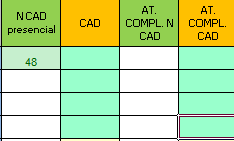 N CAD
presencial
CAD
AT.
COMPL. N
CAD
AT.
COMPL.
CAD
48